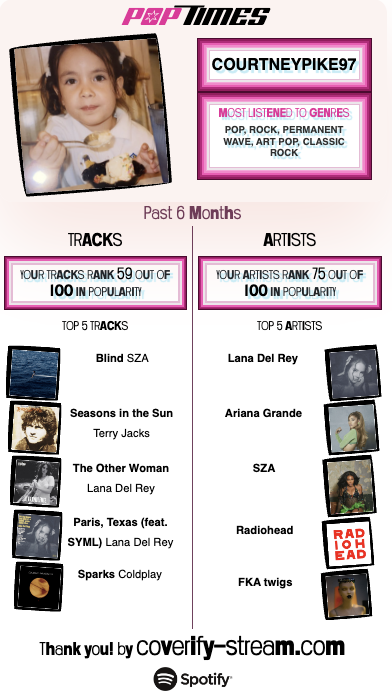 POP TIMES
COURTNEYPIKE97
MOST LISTENED TO GENRES
POP, ROCK, PERMANENT
WAVE, ART POP, CLASSIC
ROCK
Past 6 Months
TRACKS
YOUR TRACKS RANK 59 OUT OF
100 IN POPULARITY
TOP 5 TRACKS
Blind SZA
Seasons in the Sun
Terry Jacks
The Other Woman
Lana Del Rey
Paris, Texas (feat.
SYML) Lana Del Rey
Sparks Coldplay
ARTISTS
YOUR ARTISTS RANK 75 OUT OF
100 IN POPULARITY
TOP 5 ARTISTS
Lana Del Rey
Ariana Grande
SZA
Radiohead
RAD
IOH
EAD
FKA twigs
Thank you! by coverify-stream.com
Spotify